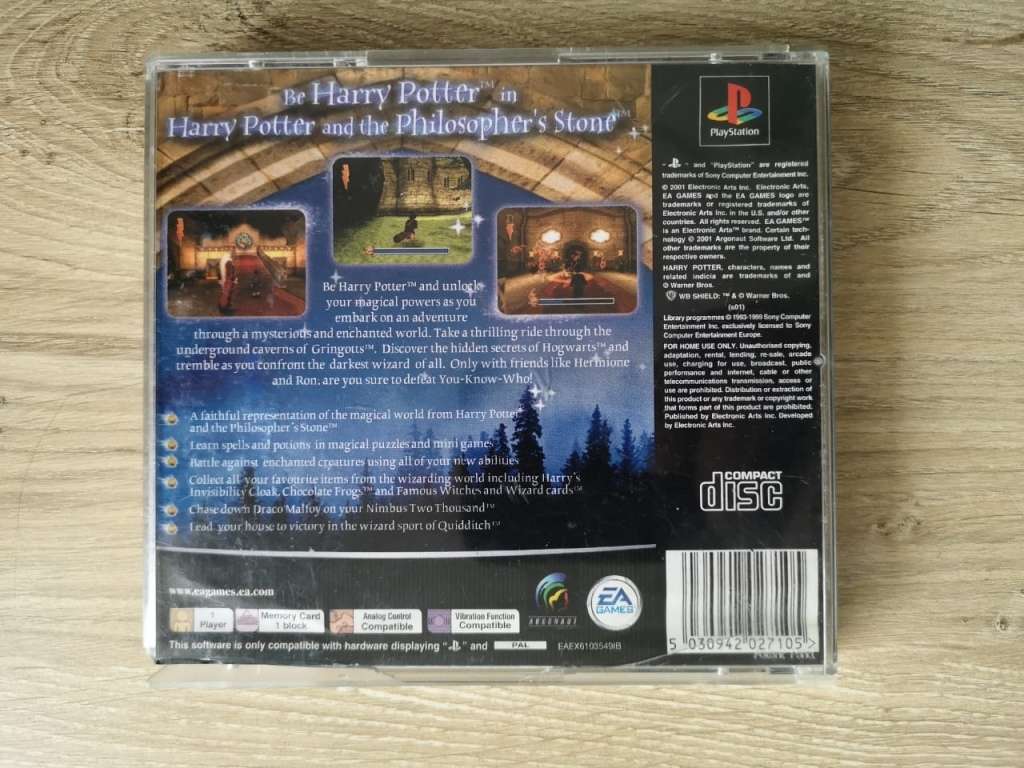 Be Harry Potter™ in
Harry Potter and the Philosopher's Stone™
Be Harry Potter™ and unlock
your magical powers as you
embark on an adventure
through a mysterious and enchanted world. Take a thrilling ride through the
underground caverns of Gringotts™. Discover the hidden secrets of Hogwarts™ and
tremble as you confront the darkest wizard of all. Only with friends like Hermione
and Ron, are you sure to defeat You-Know-Who!
A faithful representation of the magical world from Harry Potter
and the Philosopher's Stone™
Learn spells and potions in magical puzzles and mini games
Battle against enchanted creatures using all of your new abilities
Collect all your favourite items from the wizarding world including Harry's
Invisibility Cloak, Chocolate Frogs™ and Famous Witches and Wizard cards™
Chase down Draco Malfoy on your Nimbus Two Thousand™
Lead your house to victory in the wizard sport of Quidditch™
www.eagames.ea.com
1
Player
Memory Card
1 block
Analog Control
Compatible
Vibration Function
Compatible
ARGONAUT
EA
GAMES
This software is only compatible with hardware displaying " " and PAL
EAEX6103549IB
PlayStation
" " and "PlayStation" are registered
trademarks of Sony Computer Entertainment Inc.
© 2001 Electronic Arts Inc. Electronic Arts,
EA GAMES and the EA GAMES logo are
trademarks or registered trademarks of
Electronic Arts Inc. in the U.S. and/or other
countries. All rights reserved. EA GAMES™
is an Electronic Arts™ brand. Certain tech-
nology © 2001 Argonaut Software Ltd. All
other trademarks are the property of their
respective owners.
HARRY POTTER, characters, names and
related indicia are trademarks of and
© Warner Bros.
WB SHIELD: ™ & © Warner Bros.
(s01)
Library programmes © 1993-1999 Sony Computer
Entertainment Inc. exclusively licensed to Sony
Computer Entertainment Europe.
FOR HOME USE ONLY. Unauthorised copying,
adaptation, rental, lending, re-sale, arcade
use, charging for use, broadcast, public
performance and internet, cable or other
telecommunications transmission, access or
use are prohibited. Distribution or extraction of
this product or any trademark or copyright work
that forms part of this product are prohibited.
Published by Electronic Arts Inc. Developed
by Electronic Arts Inc.
COMPACT
disc
5 030942 027105 >